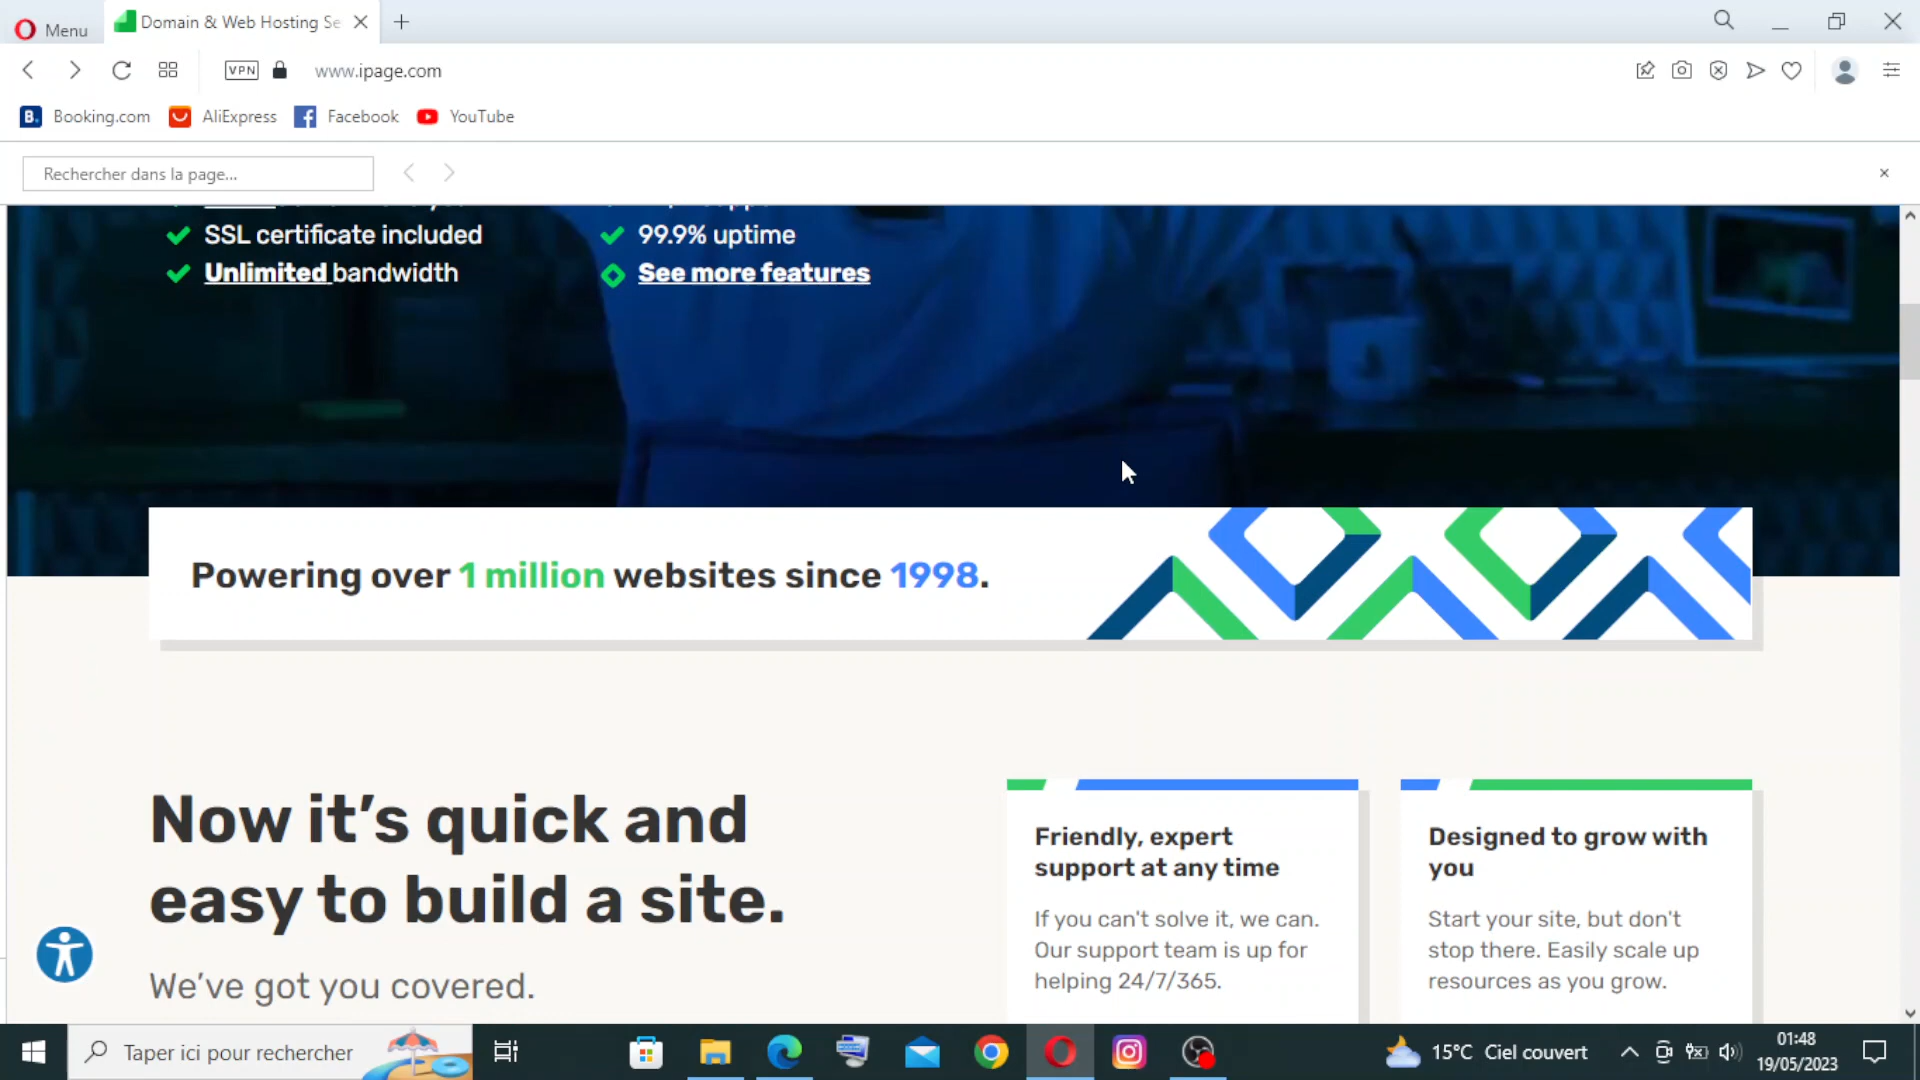 Menu
Domain & Web Hosting Se
VPN
www.ipage.com
B.
Booking.com
AliExpress
Facebook
YouTube
Rechercher dans la page...
SSL certificate included
99.9% uptime
Unlimited bandwidth
See more features
Powering over 1 million websites since 1998.
Now it’s quick and
easy to build a site.
We’ve got you covered.
Friendly, expert
support at any time
If you can't solve it, we can.
Our support team is up for
helping 24/7/365.
Designed to grow with
you
Start your site, but don't
stop there. Easily scale up
resources as you grow.
Taper ici pour rechercher
15°C Ciel couvert
01:48
19/05/2023